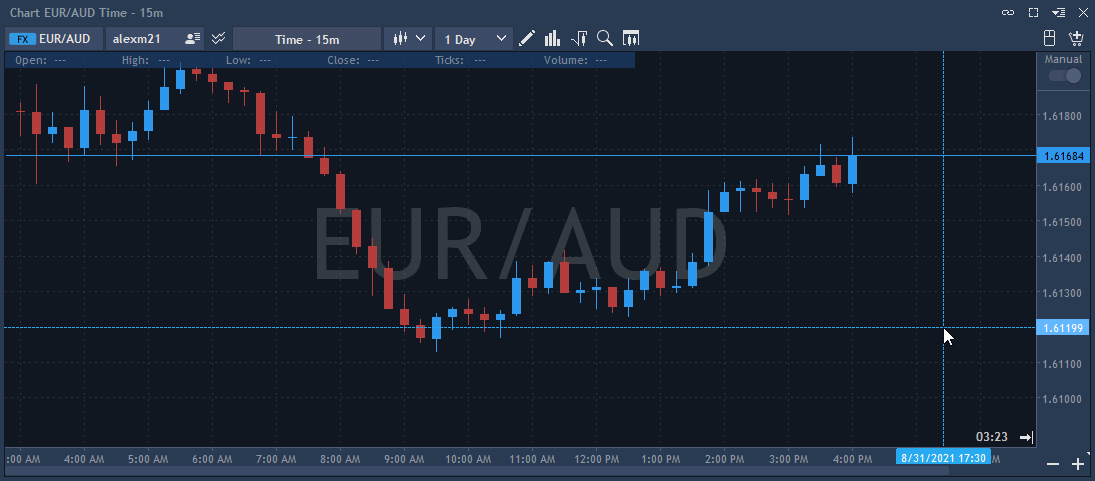 Chart EUR/AUD Time - 15m
FX EUR/AUD alexm21 Time - 15m 1 Day
Open: --- High: --- Low: --- Close: --- Ticks: --- Volume: ---
Manual
1.61800
1.61684
1.61600
1.61500
1.61400
1.61300
1.61199
1.61100
1.61000
EUR/AUD
03:23
:00 AM 4:00 AM 5:00 AM 6:00 AM 7:00 AM 8:00 AM 9:00 AM 10:00 AM 11:00 AM 12:00 PM 1:00 PM 2:00 PM 3:00 PM 4:00 PM 8/31/2021 17:30 M